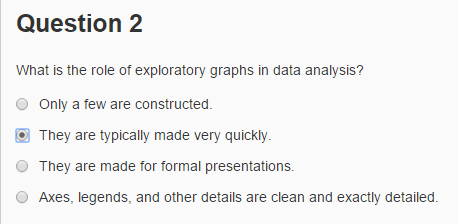 Question 2
What is the role of exploratory graphs in data analysis?
Only a few are constructed.
They are typically made very quickly.
They are made for formal presentations.
Axes, legends, and other details are clean and exactly detailed.